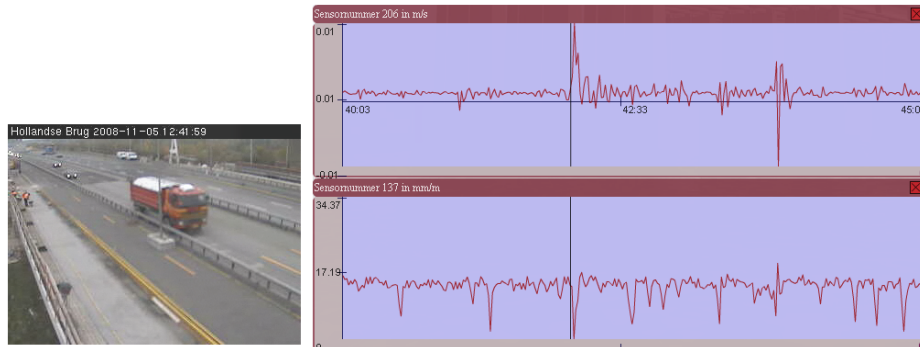 Sensornummer 206 in m/s
0.01
0.01
40:03
42:33
45:0
-0.01
Hollandse Brug 2008-11-05 12:41:59
Sensornummer 137 in mm/m
34.37
17.19